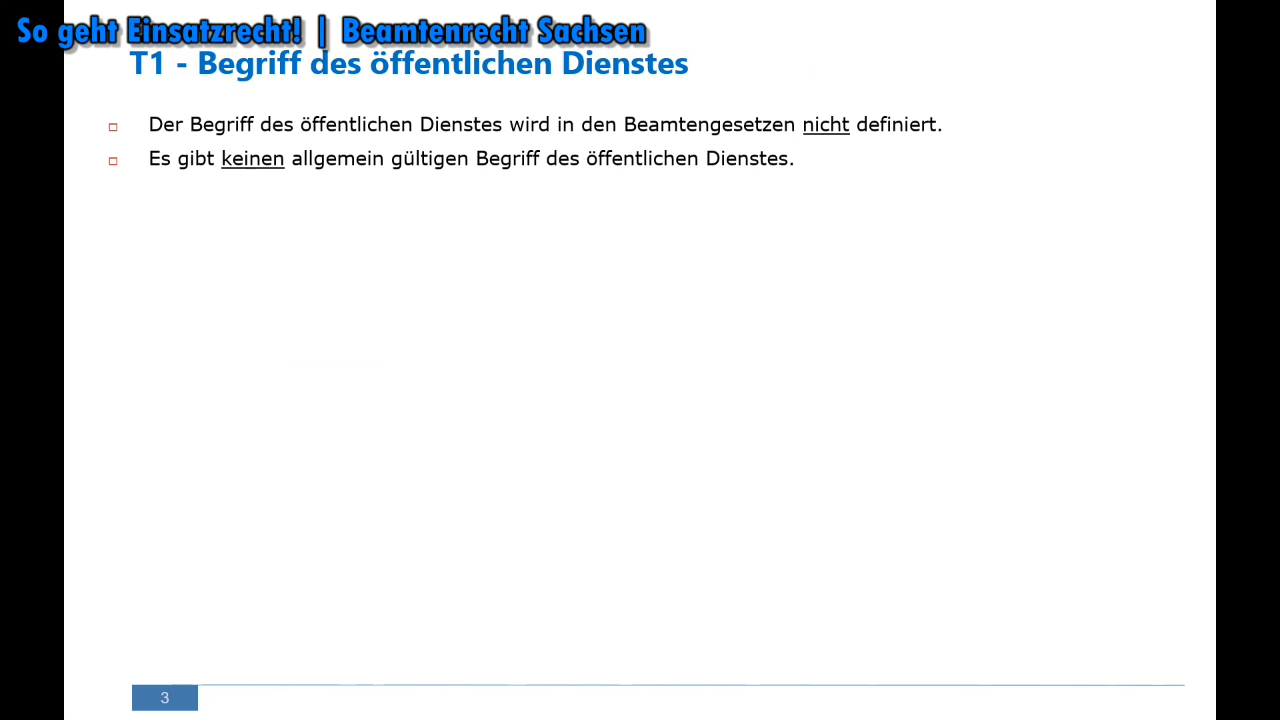 So geht Einsatzrecht! | Beamtenrecht Sachsen
T1 - Begriff des öffentlichen Dienstes
Der Begriff des öffentlichen Dienstes wird in den Beamtengesetzen nicht definiert.
Es gibt keinen allgemein gültigen Begriff des öffentlichen Dienstes.
3